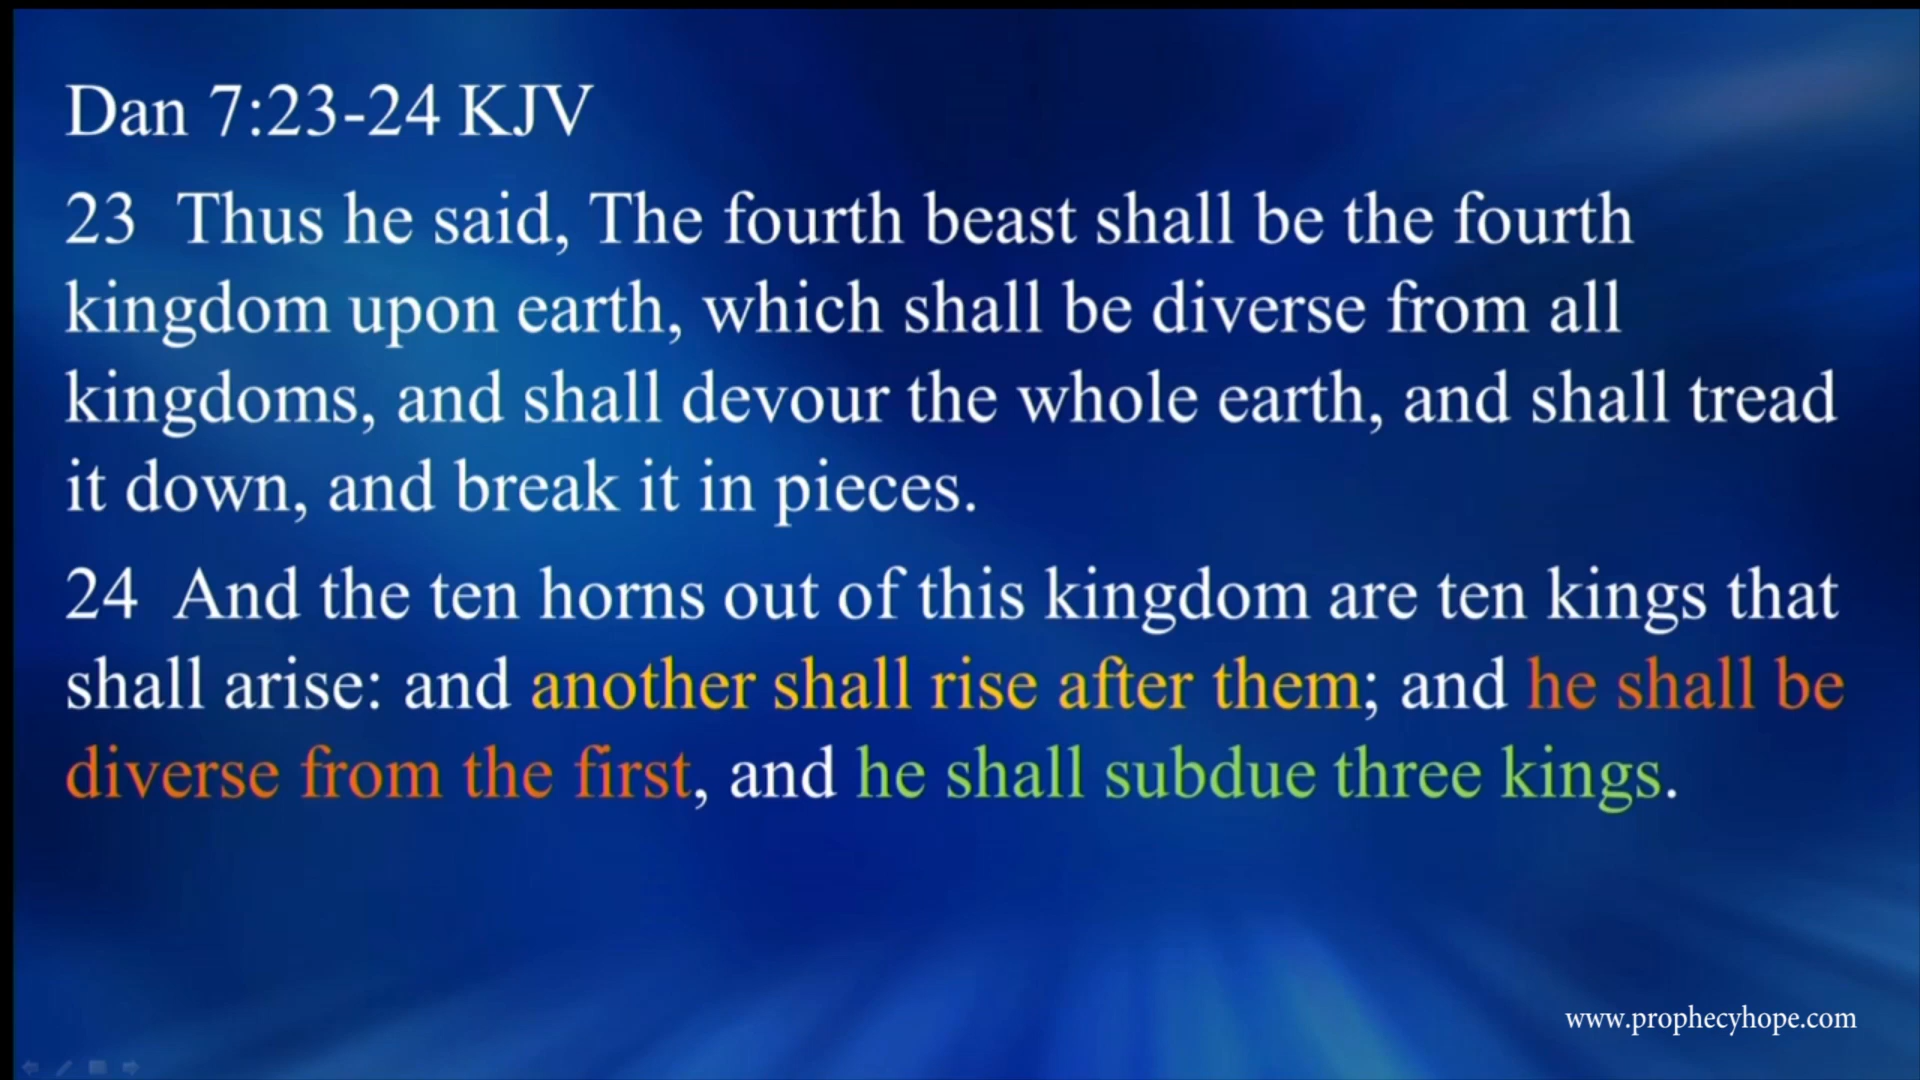 Dan 7:23-24 KJV
23  Thus he said, The fourth beast shall be the fourth
kingdom upon earth, which shall be diverse from all
kingdoms, and shall devour the whole earth, and shall tread
it down, and break it in pieces.
24  And the ten horns out of this kingdom are ten kings that
shall arise: and another shall rise after them; and he shall be
diverse from the first, and he shall subdue three kings.
www.prophecyhope.com